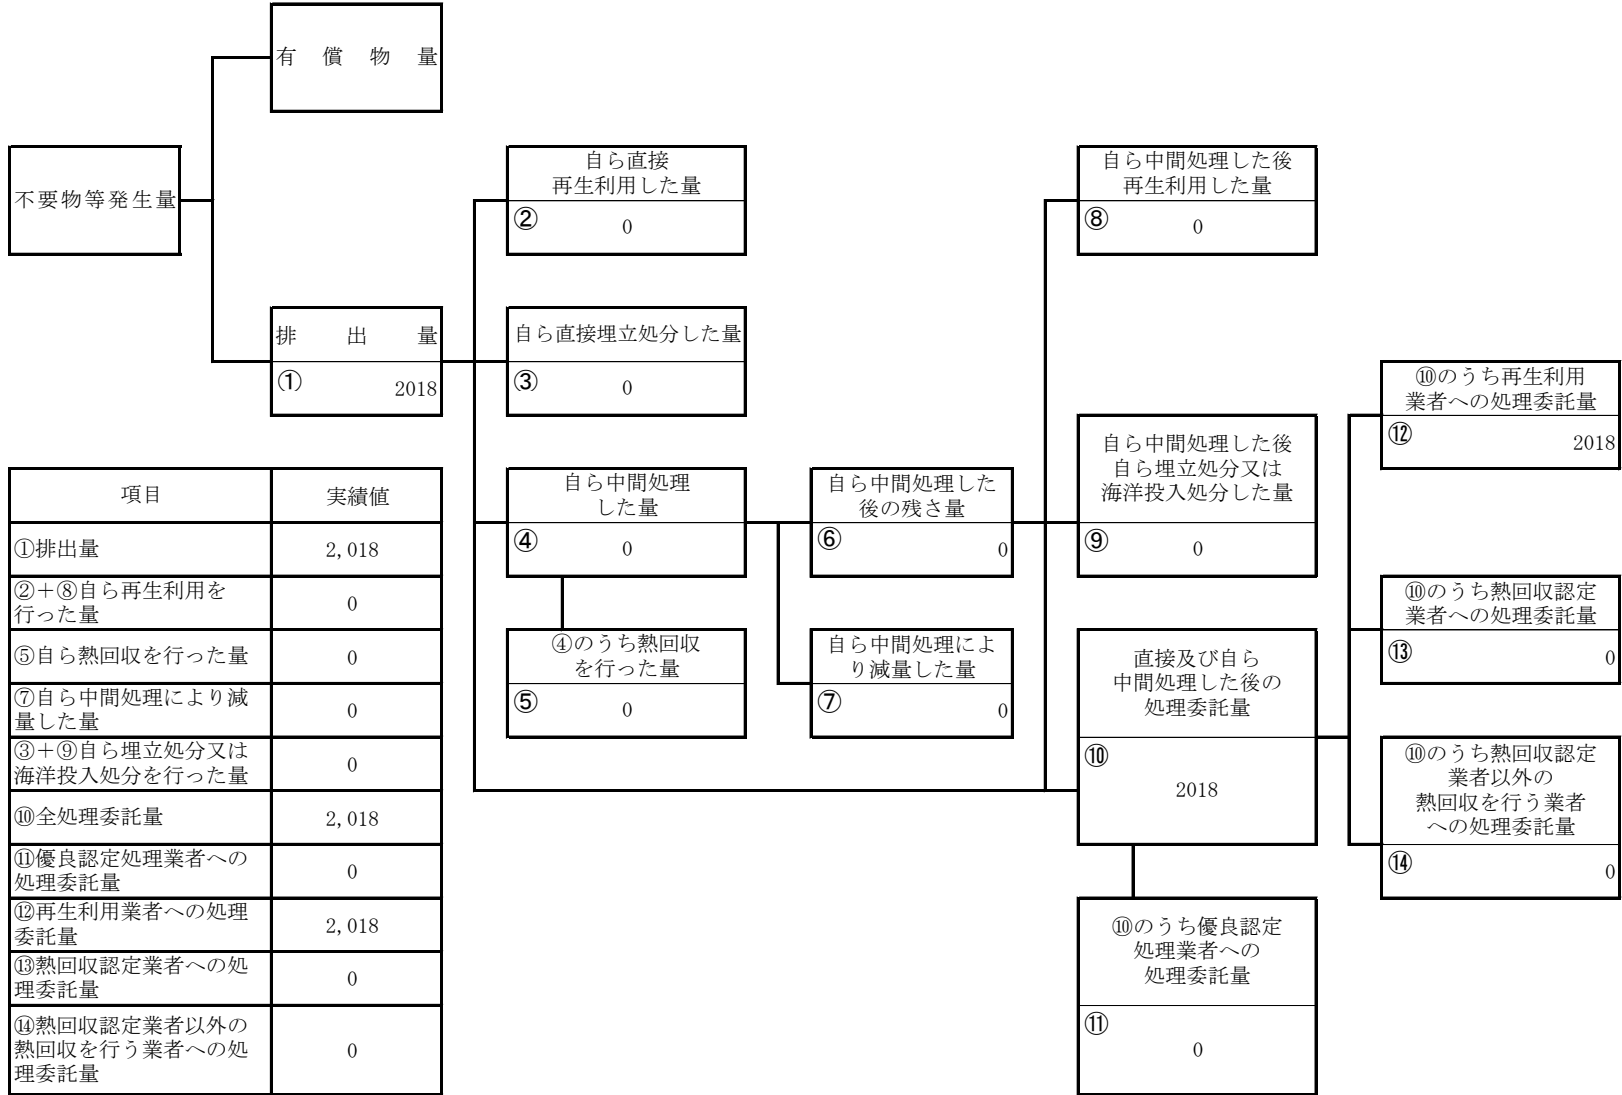 有償物量
不要物等発生量
排出量
①
2018
自ら直接
再生利用した量
②
0
自ら直接埋立処分した量
③
0
自ら中間処理
した量
④
0
④のうち熱回収
を行った量
⑤
0
自ら中間処理した
後の残さ量
⑥
0
自ら中間処理によ
り減量した量
⑦
0
自ら中間処理した後
再生利用した量
⑧
0
自ら中間処理した後
自ら埋立処分又は
海洋投入処分した量
⑨
0
直接及び自ら
中間処理した後の
処理委託量
⑩
2018
⑩のうち優良認定
処理業者への
処理委託量
⑪
0
⑩のうち再生利用
業者への処理委託量
⑫
2018
⑩のうち熱回収認定
業者への処理委託量
⑬
0
⑩のうち熱回収認定
業者以外の
熱回収を行う業者
への処理委託量
⑭
0
項目 実績値
①排出量 2,018
②+⑧自ら再生利用を
行った量
0
⑤自ら熱回収を行った量 0
⑦自ら中間処理により減
量した量
0
③+⑨自ら埋立処分又は
海洋投入処分を行った量
0
⑩全処理委託量 2,018
⑪優良認定処理業者への
処理委託量
0
⑫再生利用業者への処理
委託量
2,018
⑬熱回収認定業者への処
理委託量
0
⑭熱回収認定業者以外の
熱回収を行う業者への処
理委託量
0